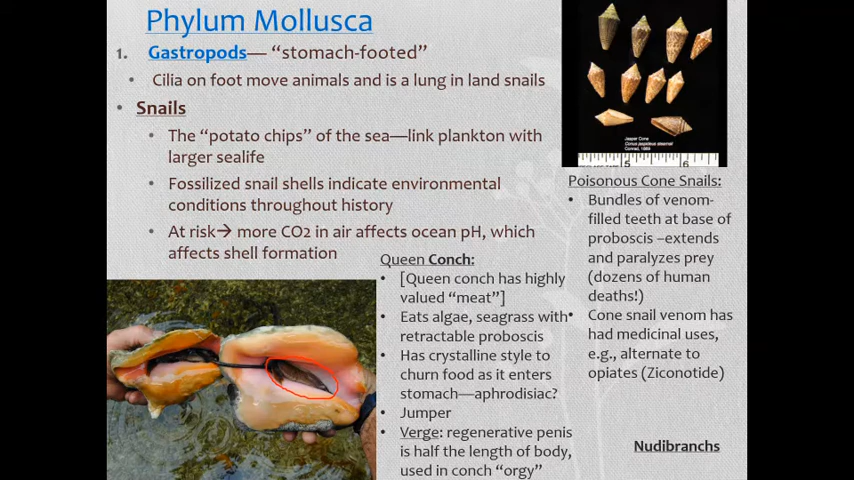 Phylum Mollusca
1. Gastropods— “stomach-footed”
• Cilia on foot move animals and is a lung in land snails
• Snails
• The “potato chips” of the sea—link plankton with
larger sealife
• Fossilized snail shells indicate environmental
conditions throughout history
• At risk→ more CO2 in air affects ocean pH, which
affects shell formation
Queen Conch:
• [Queen conch has highly
valued “meat”]
• Eats algae, seagrass with
retractable proboscis
• Has crystalline style to
churn food as it enters
stomach—aphrodisiac?
• Jumper
• Verge: regenerative penis
is half the length of body,
used in conch “orgy”
Jasper Cone
Conrad, 1869
5 6
Poisonous Cone Snails:
• Bundles of venom-
filled teeth at base of
proboscis –extends
and paralyzes prey
(dozens of human
deaths!)
• Cone snail venom has
had medicinal uses,
e.g., alternate to
opiates (Ziconotide)
Nudibranchs